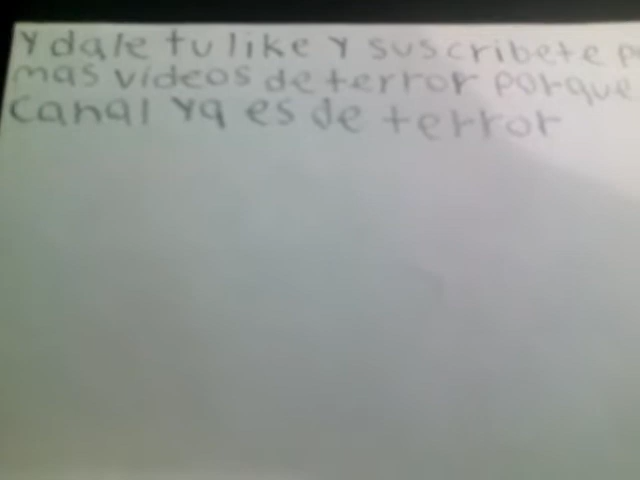 Y dale tu like Y suscribete
mas videos de terror porque
canal Ya es de terror